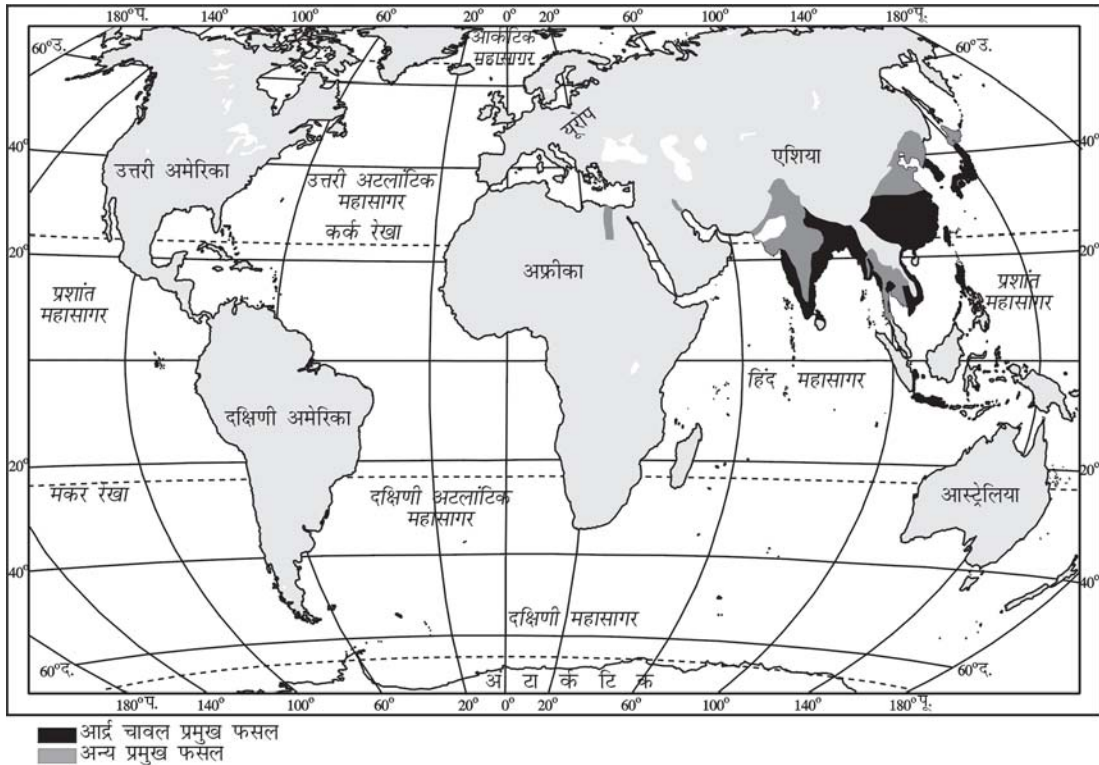 180°प. 140° 100° 60° 20° 0° 20° 60° 100° 140° 180°पू.
60°उ. आर्कटिक महासागर 60°उ.
यूरोप
40° एशिया 40°
उत्तरी अमेरिका
उत्तरी अटलांटिक
महासागर
कर्क रेखा
20° 20°
अफ्रीका
प्रशांत
महासागर
प्रशांत
महासागर
हिंद महासागर
दक्षिणी अमेरिका
20° 20°
मकर रेखा
दक्षिणी अटलांटिक
महासागर
आस्ट्रेलिया
40° 40°
दक्षिणी महासागर
60°द. 60°द.
अं टा र्क टि क
180°प. 140° 100° 60° 20° 0° 20° 60° 100° 140° 180°पू.
आर्द्र चावल प्रमुख फसल
अन्य प्रमुख फसल